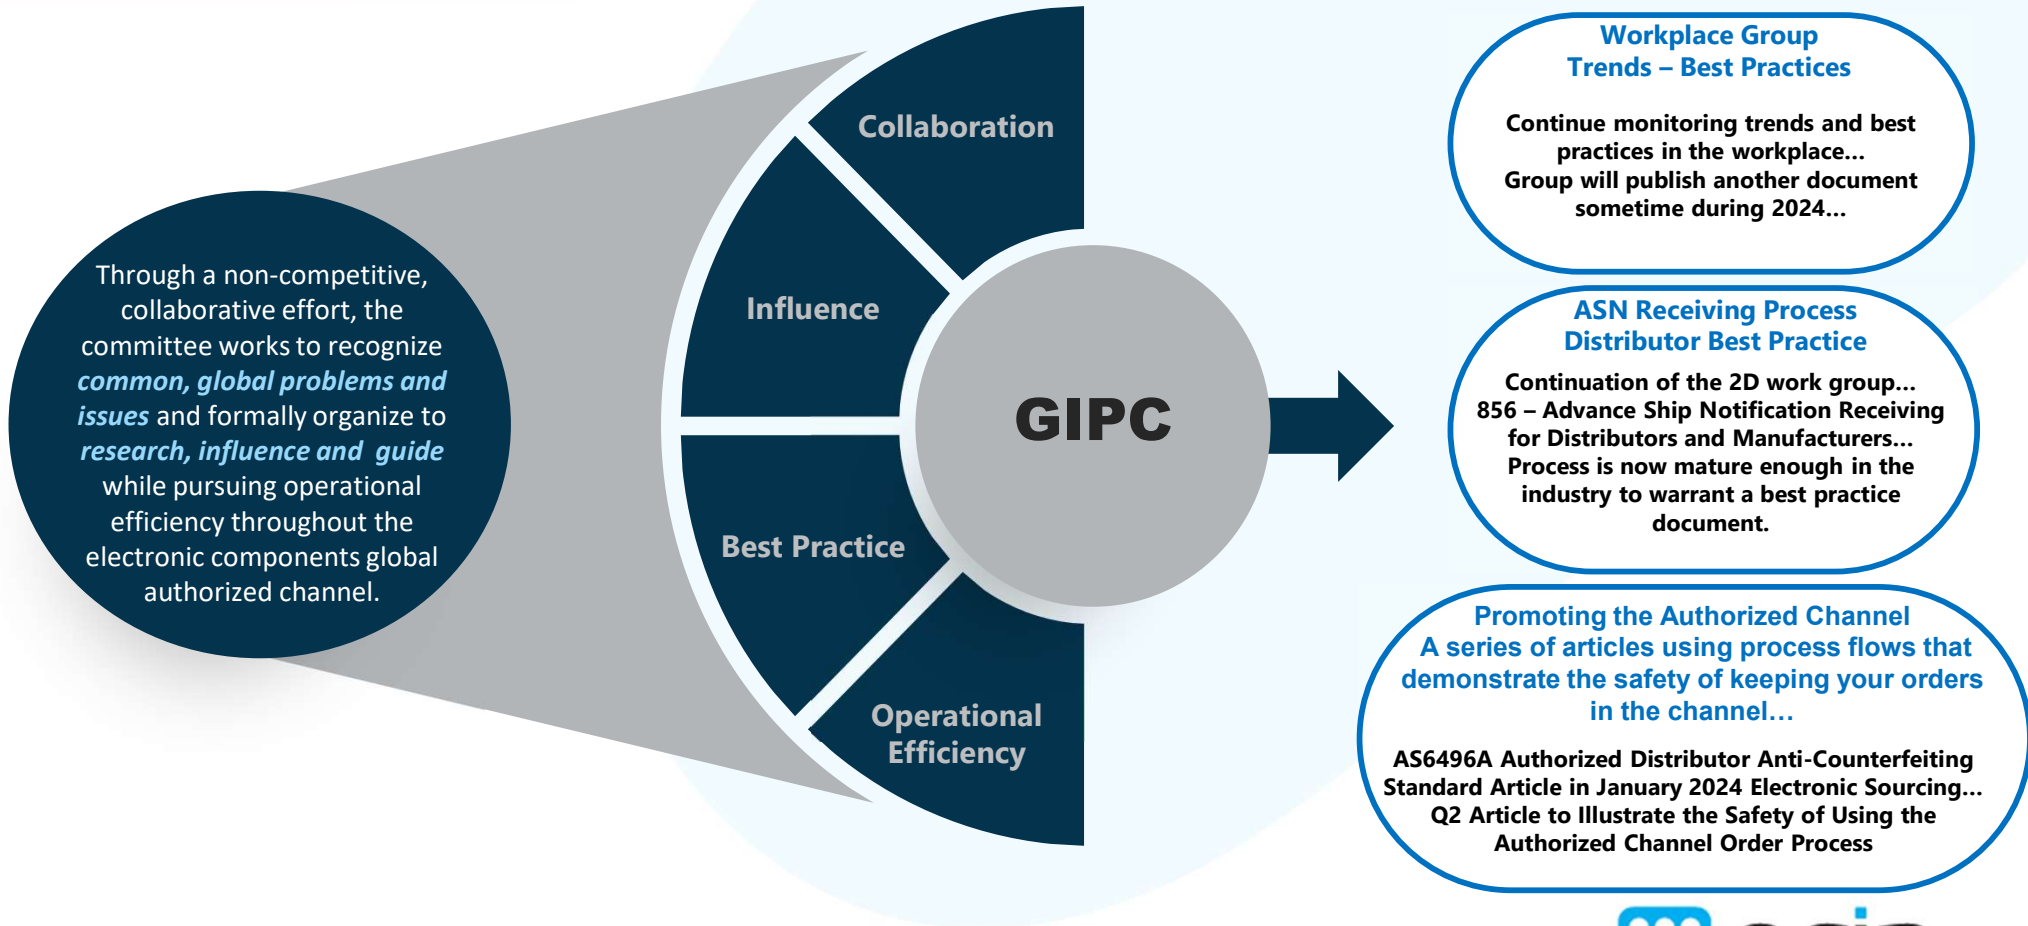 Through a non-competitive,
collaborative effort, the
committee works to recognize
common, global problems and
issues and formally organize to
research, influence and guide
while pursuing operational
efficiency throughout the
electronic components global
authorized channel.
Collaboration
Influence
Best Practice
Operational
Efficiency
GIPC
Workplace Group
Trends – Best Practices
Continue monitoring trends and best
practices in the workplace...
Group will publish another document
sometime during 2024...
ASN Receiving Process
Distributor Best Practice
Continuation of the 2D work group...
856 – Advance Ship Notification Receiving
for Distributors and Manufacturers...
Process is now mature enough in the
industry to warrant a best practice
document.
Promoting the Authorized Channel
A series of articles using process flows that
demonstrate the safety of keeping your orders
in the channel...
AS6496A Authorized Distributor Anti-Counterfeiting
Standard Article in January 2024 Electronic Sourcing...
Q2 Article to Illustrate the Safety of Using the
Authorized Channel Order Process